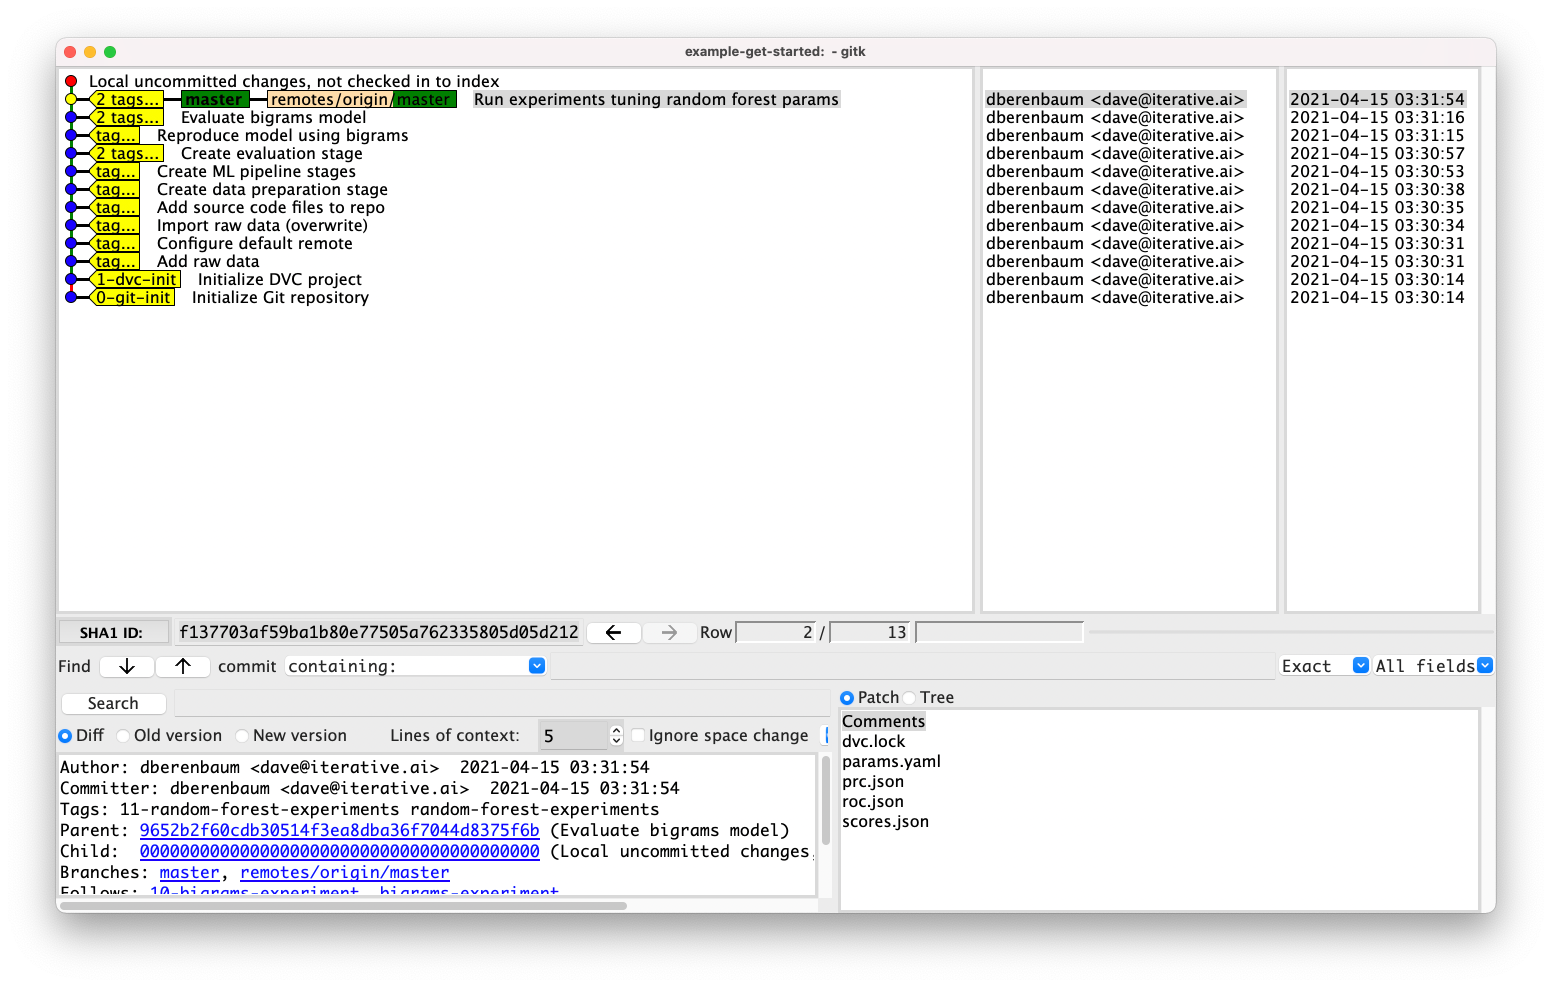 example-get-started: - gitk
Local uncommitted changes, not checked in to index
2 tags... master remotes/origin/master Run experiments tuning random forest params dberenbaum <dave@iterative.ai> 2021-04-15 03:31:54
2 tags... Evaluate bigrams model dberenbaum <dave@iterative.ai> 2021-04-15 03:31:16
tag... Reproduce model using bigrams dberenbaum <dave@iterative.ai> 2021-04-15 03:31:15
2 tags... Create evaluation stage dberenbaum <dave@iterative.ai> 2021-04-15 03:30:57
tag... Create ML pipeline stages dberenbaum <dave@iterative.ai> 2021-04-15 03:30:53
tag... Create data preparation stage dberenbaum <dave@iterative.ai> 2021-04-15 03:30:38
tag... Add source code files to repo dberenbaum <dave@iterative.ai> 2021-04-15 03:30:35
tag... Import raw data (overwrite) dberenbaum <dave@iterative.ai> 2021-04-15 03:30:34
tag... Configure default remote dberenbaum <dave@iterative.ai> 2021-04-15 03:30:31
tag... Add raw data dberenbaum <dave@iterative.ai> 2021-04-15 03:30:31
1-dvc-init Initialize DVC project dberenbaum <dave@iterative.ai> 2021-04-15 03:30:14
0-git-init Initialize Git repository dberenbaum <dave@iterative.ai> 2021-04-15 03:30:14
SHA1 ID: f137703af59ba1b80e77505a762335805d05d212 Row 2 / 13
Find commit containing: Exact All fields
Search
Diff Old version New version Lines of context: 5 Ignore space change
Author: dberenbaum <dave@iterative.ai> 2021-04-15 03:31:54
Committer: dberenbaum <dave@iterative.ai> 2021-04-15 03:31:54
Tags: 11-random-forest-experiments random-forest-experiments
Parent: 9652b2f60cdb30514f3ea8dba36f7044d8375f6b (Evaluate bigrams model)
Child: 0000000000000000000000000000000000000000 (Local uncommitted changes,
Branches: master, remotes/origin/master
Follows: 10-bigrams-experiment, bigrams-experiment
Patch Tree
Comments
dvc.lock
params.yaml
prc.json
roc.json
scores.json